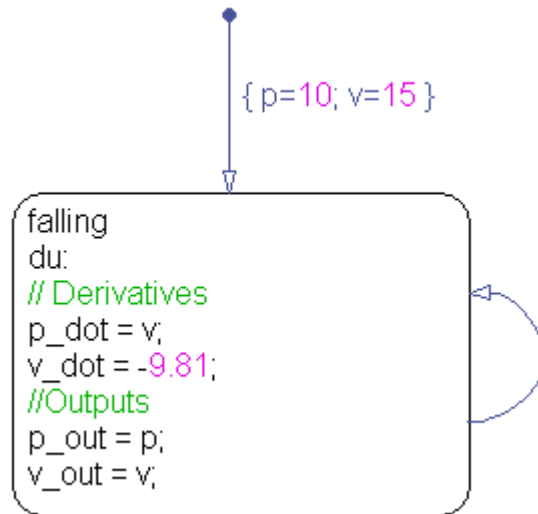 { p=10; v=15 }
falling
du:
// Derivatives
p_dot = v;
v_dot = -9.81;
//Outputs
p_out = p;
v_out = v;